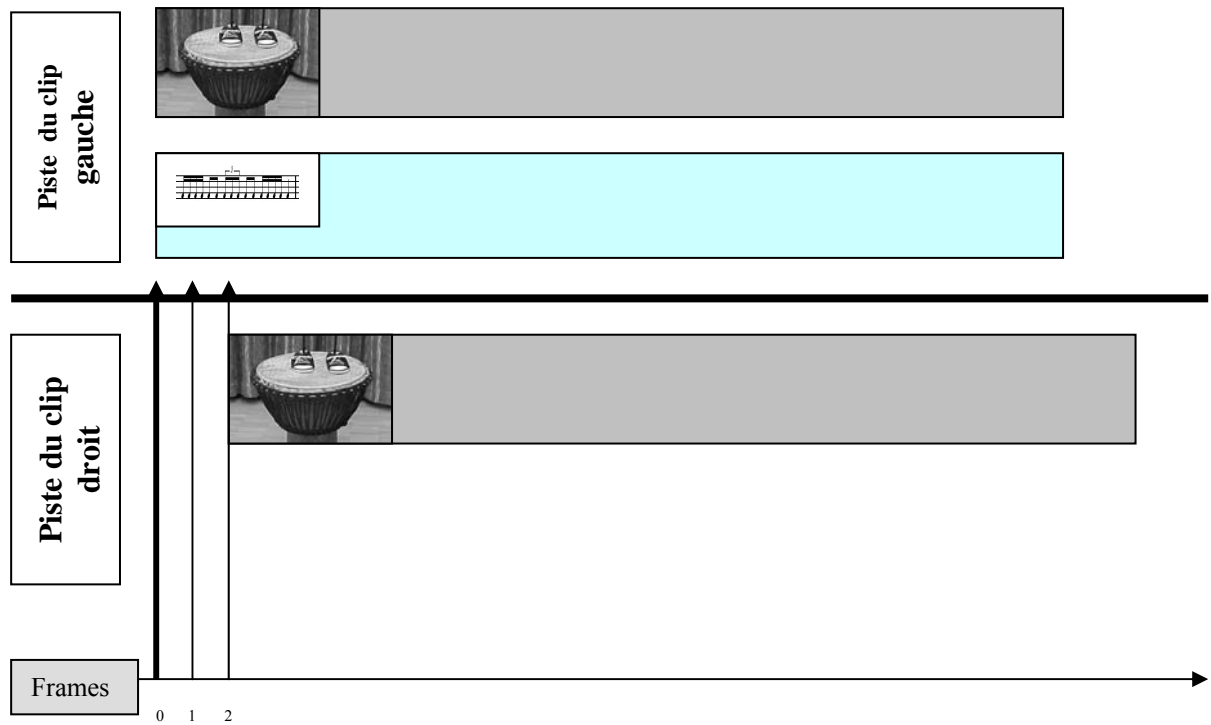 Piste du clip
gauche
Piste du clip
droit
Frames
0 1 2